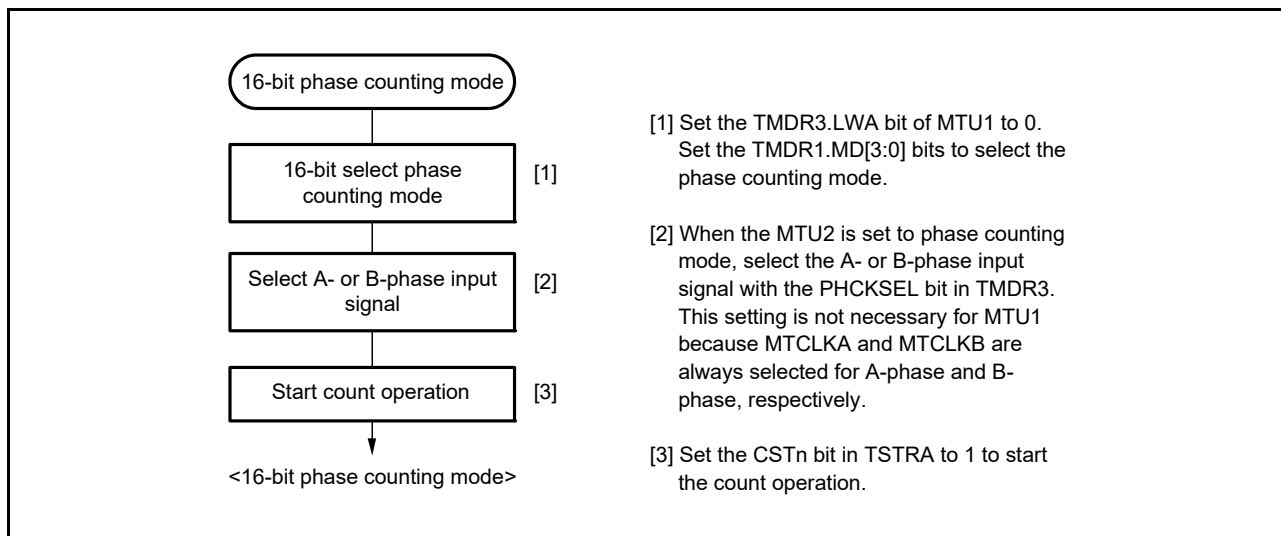 16-bit phase counting mode
16-bit select phase
counting mode
[1]
Select A- or B-phase input
signal
[2]
Start count operation
[3]
<16-bit phase counting mode>
[1] Set the TMDR3.LWA bit of MTU1 to 0.
Set the TMDR1.MD[3:0] bits to select the
phase counting mode.
[2] When the MTU2 is set to phase counting
mode, select the A- or B-phase input
signal with the PHCKSEL bit in TMDR3.
This setting is not necessary for MTU1
because MTCLKA and MTCLKB are
always selected for A-phase and B-
phase, respectively.
[3] Set the CSTn bit in TSTRA to 1 to start
the count operation.